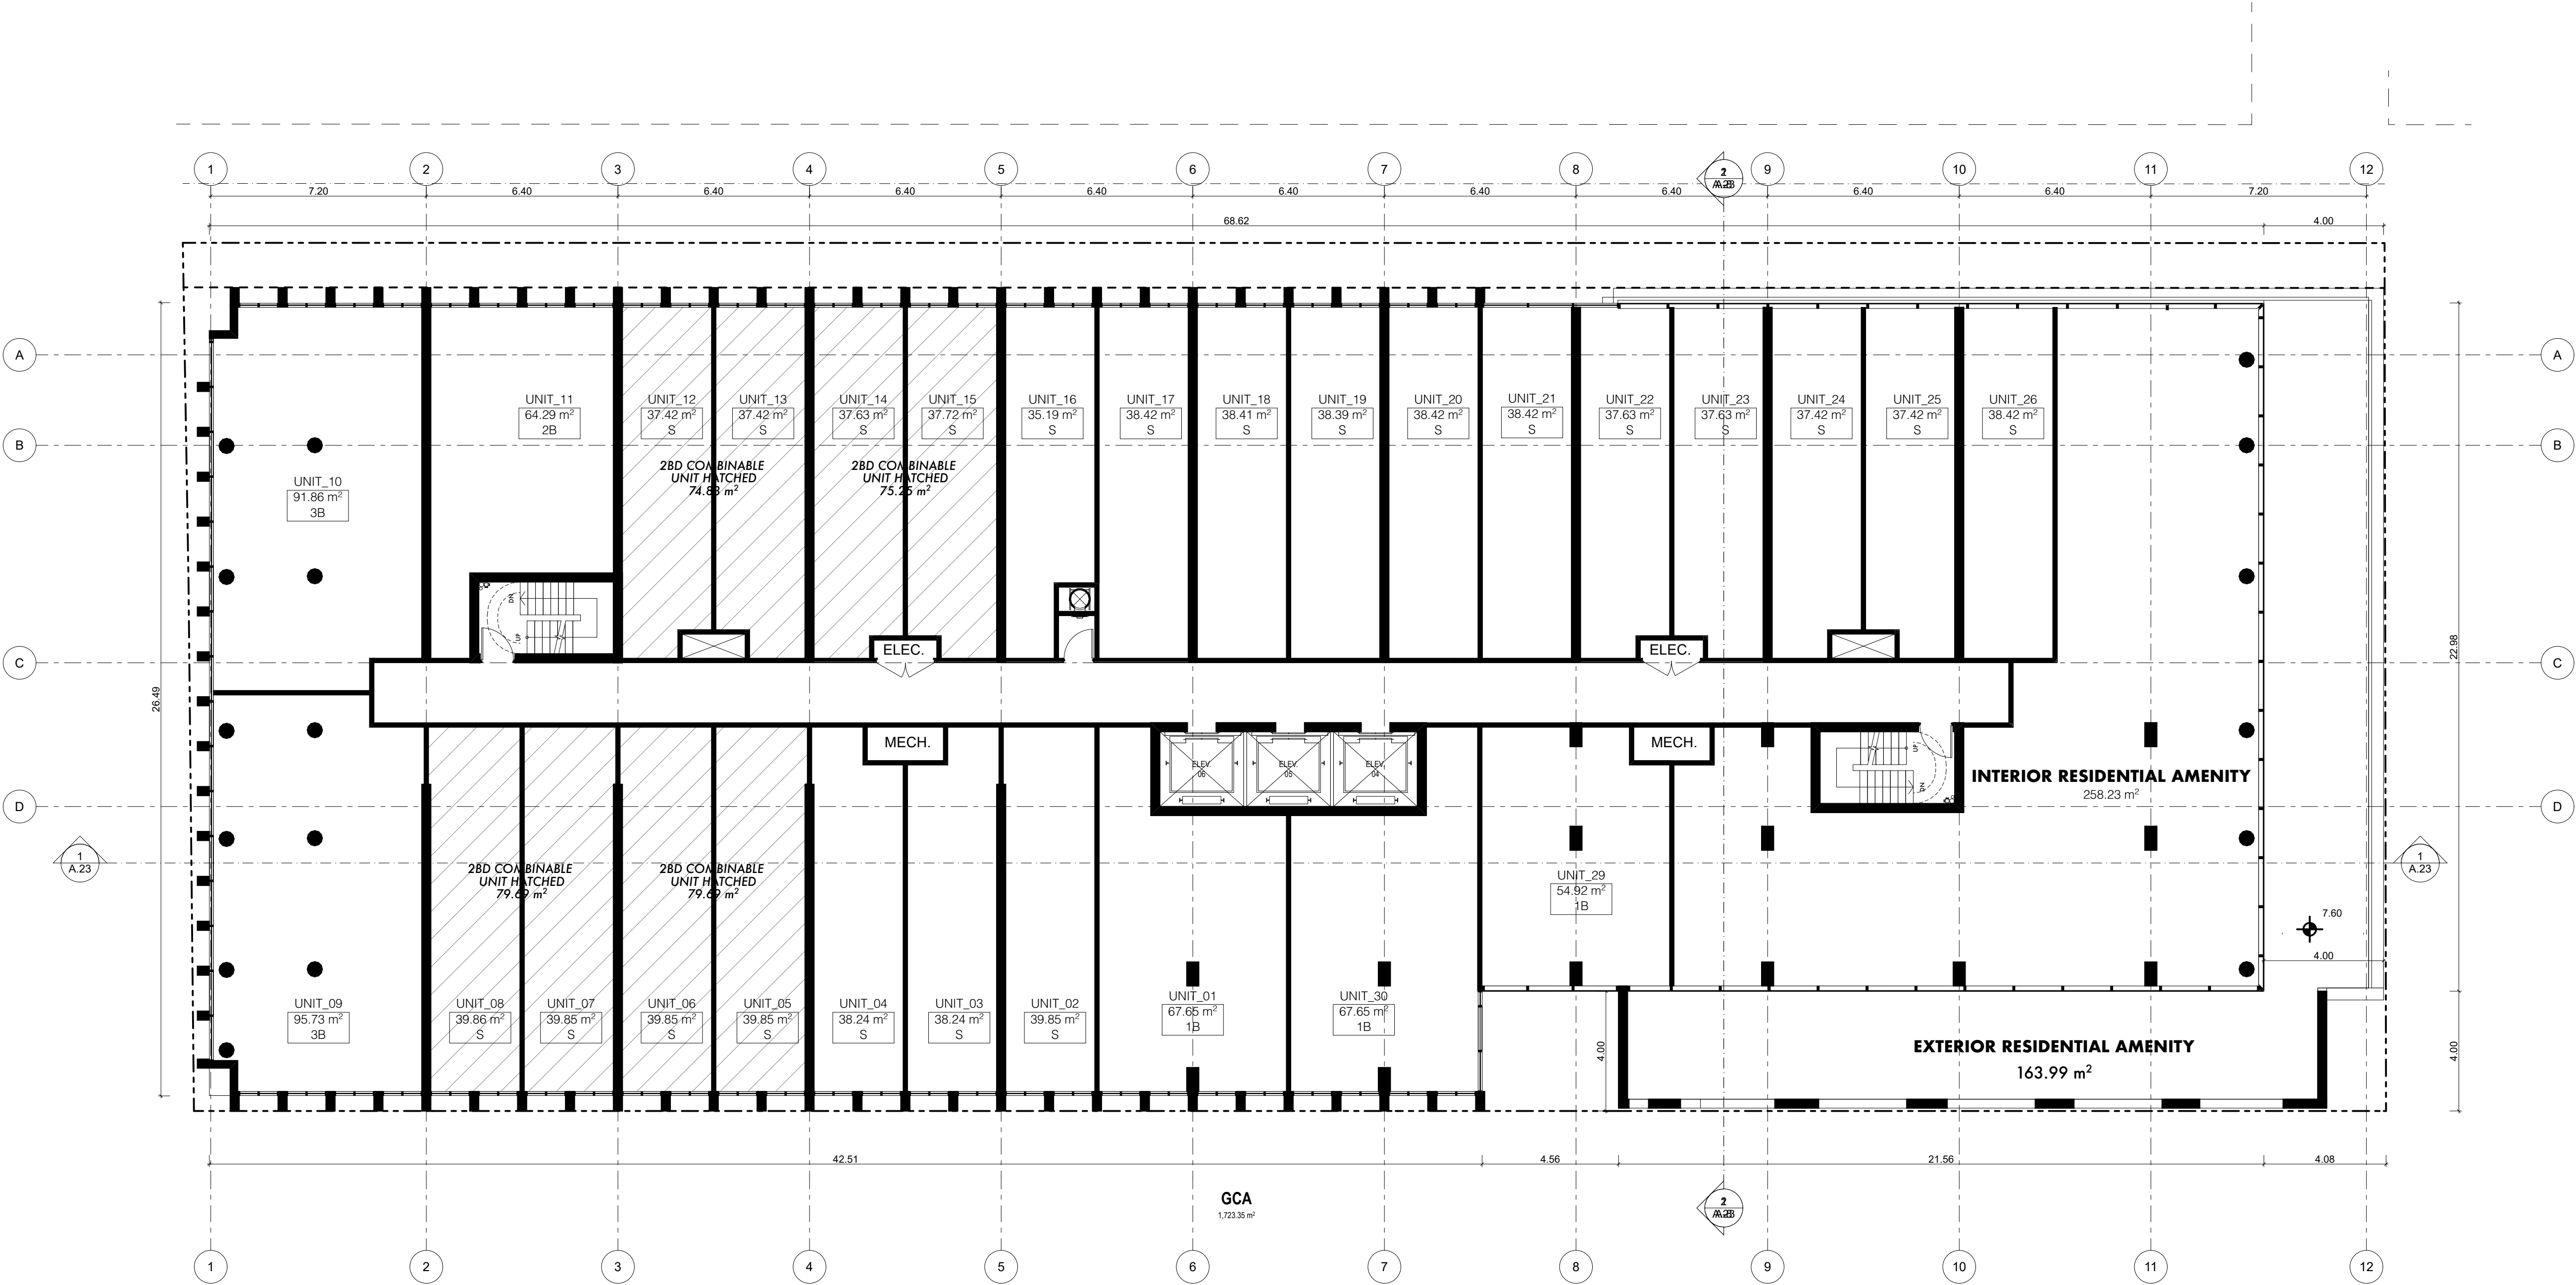 1 2 3 4 5 6 7 8 9 10 11 12
7.20 6.40 6.40 6.40 6.40 6.40 6.40 6.40 6.40 6.40 7.20
68.62 4.00
A A
UNIT_11 UNIT_12 UNIT_13 UNIT_14 UNIT_15 UNIT_16 UNIT_17 UNIT_18 UNIT_19 UNIT_20 UNIT_21 UNIT_22 UNIT_23 UNIT_24 UNIT_25 UNIT_26
64.29 m² 37.42 m² 37.42 m² 37.63 m² 37.72 m² 35.19 m² 38.42 m² 38.41 m² 38.39 m² 38.42 m² 38.42 m² 37.63 m² 37.63 m² 37.42 m² 37.42 m² 38.42 m²
2B S S S S S S S S S S S S S S S
B B
2BD COMBINABLE
UNIT HATCHED
74.83 m²
2BD COMBINABLE
UNIT HATCHED
75.25 m²
UNIT_10
91.86 m²
3B
DN
UP
ELEC. ELEC.
C C
26.49
22.98
MECH. MECH.
ELEV.
06
ELEV.
05
ELEV.
04
UP
DN
INTERIOR RESIDENTIAL AMENITY
258.23 m²
D D
1
A.23
2BD COMBINABLE
UNIT HATCHED
79.69 m²
2BD COMBINABLE
UNIT HATCHED
79.69 m²
1
A.23
UNIT_29
54.92 m²
1B
7.60
4.00
UNIT_09 UNIT_08 UNIT_07 UNIT_06 UNIT_05 UNIT_04 UNIT_03 UNIT_02 UNIT_01 UNIT_30
95.73 m² 39.86 m² 39.85 m² 39.85 m² 39.85 m² 38.24 m² 38.24 m² 39.85 m² 67.65 m² 67.65 m²
3B S S S S S S S 1B 1B
4.00
EXTERIOR RESIDENTIAL AMENITY
163.99 m²
4.00
42.51 4.56 21.56 4.08
GCA
1,723.35 m²
1 2 3 4 5 6 7 8 9 10 11 12